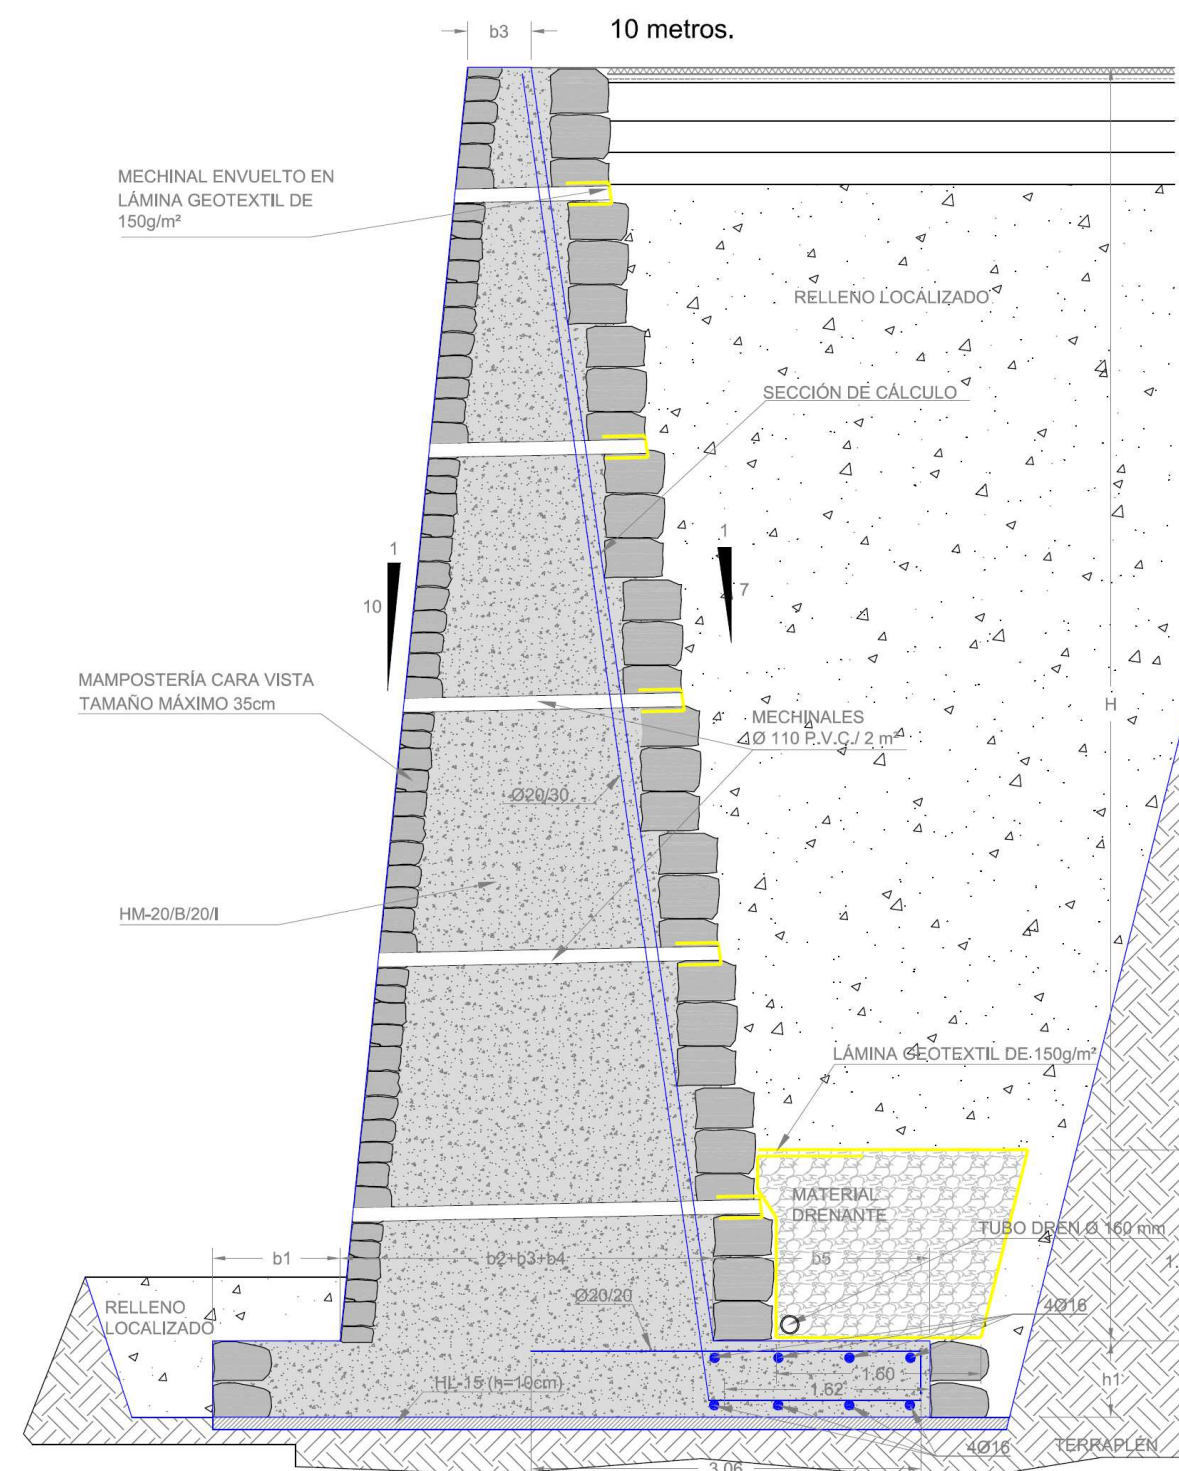 b3
10 metros.
MECHINAL ENVUELTO EN
LÁMINA GEOTEXTIL DE
150g/m²
RELLENO LOCALIZADO
SECCIÓN DE CÁLCULO
1
10
1
7
MAMPOSTERÍA CARA VISTA
TAMAÑO MÁXIMO 35cm
H
MECHINALES
Ø 110 P.V.C./ 2 m²
Ø20/30
HM-20/B/20/I
LÁMINA GEOTEXTIL DE 150g/m²
MATERIAL
DRENANTE
TUBO DREN Ø 160 mm
b1
b2+b3+b4
b5
1.
RELLENO
LOCALIZADO
Ø20/20
4Ø16
1.60
1.62
HL-15 (h=10cm)
h1
4Ø16
TERRAPLÉN
3.06